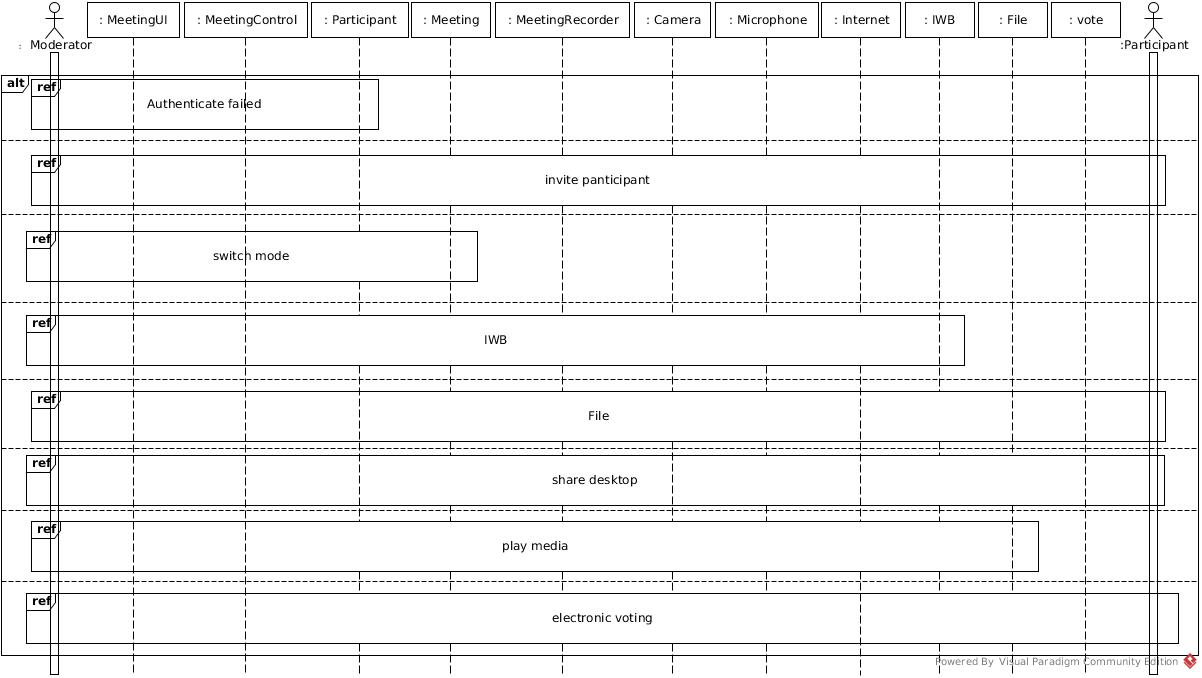 : MeetingUI
: MeetingControl
: Participant
: Meeting
: MeetingRecorder
: Camera
: Microphone
: Internet
: IWB
: File
: vote
: Moderator
:Participant
alt
ref
Authenticate failed
ref
invite panticipant
ref
switch mode
ref
IWB
ref
File
ref
share desktop
ref
play media
ref
electronic voting
Powered By Visual Paradigm Community Edition